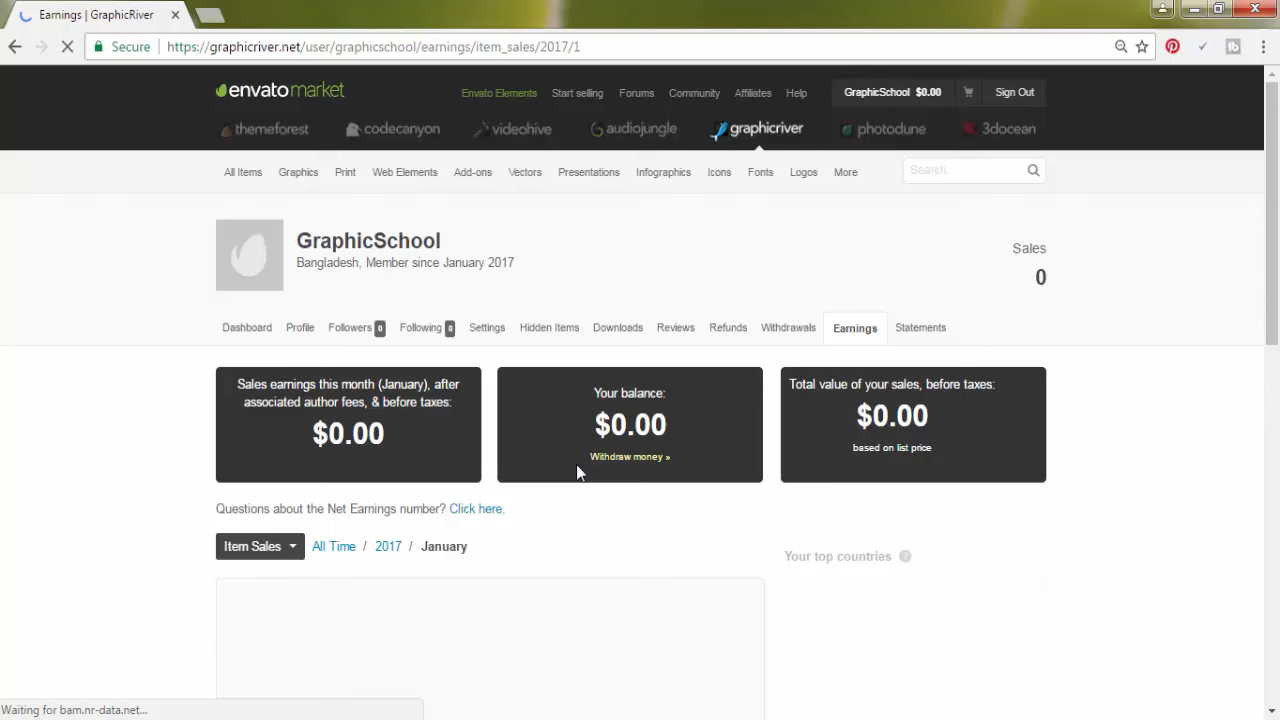 Earnings | GraphicRiver
Secure https://graphicriver.net/user/graphicschool/earnings/item_sales/2017/1
envatomarket
Envato Elements Start selling Forums Community Affiliates Help
GraphicSchool $0.00 Sign Out
themeforest codecanyon videohive audiojungle graphicriver photodune 3docean
All Items Graphics Print Web Elements Add-ons Vectors Presentations Infographics Icons Fonts Logos More Search
GraphicSchool
Bangladesh, Member since January 2017
Sales
0
Dashboard Profile Followers 0 Following 0 Settings Hidden Items Downloads Reviews Refunds Withdrawals Earnings Statements
Sales earnings this month (January), after
associated author fees, & before taxes:
$0.00
Your balance:
$0.00
Withdraw money »
Total value of your sales, before taxes:
$0.00
based on list price
Questions about the Net Earnings number? Click here.
Item Sales All Time / 2017 / January
Your top countries ?
Waiting for bam.nr-data.net...